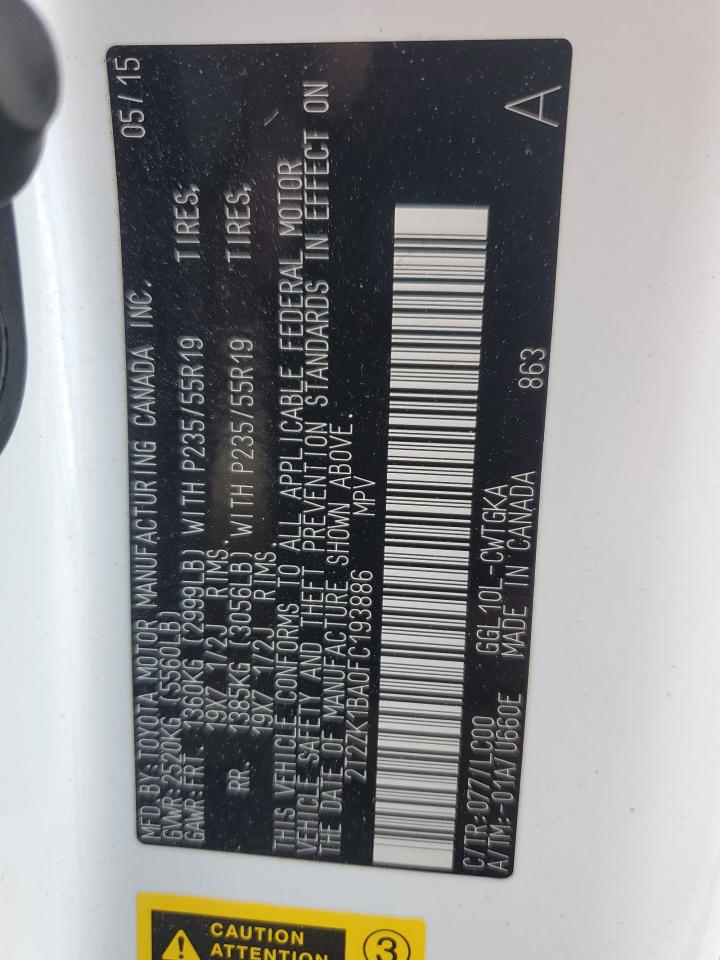 MFD BY:TOYOTA MOTOR MANUFACTURING CANADA INC. 05/15
GVWR:2520KG (5560LB)
GAWR:FRT. 1360KG (2999LB) WITH P235/55R19 TIRES,
19X7 1/2J RIMS.
RR. 1385KG (3056LB) WITH P235/55R19 TIRES,
19X7 1/2J RIMS.
THIS VEHICLE CONFORMS TO ALL APPLICABLE FEDERAL MOTOR
VEHICLE SAFETY AND THEFT PREVENTION STANDARDS IN EFFECT ON
THE DATE OF MANUFACTURE SHOWN ABOVE.
2T2ZK1BA0FC193886 MPV
C/TR:077/LC00 GGL10L-CWTGKA 863 A
A/TM:-01A/0660E MADE IN CANADA
CAUTION
ATTENTION
3